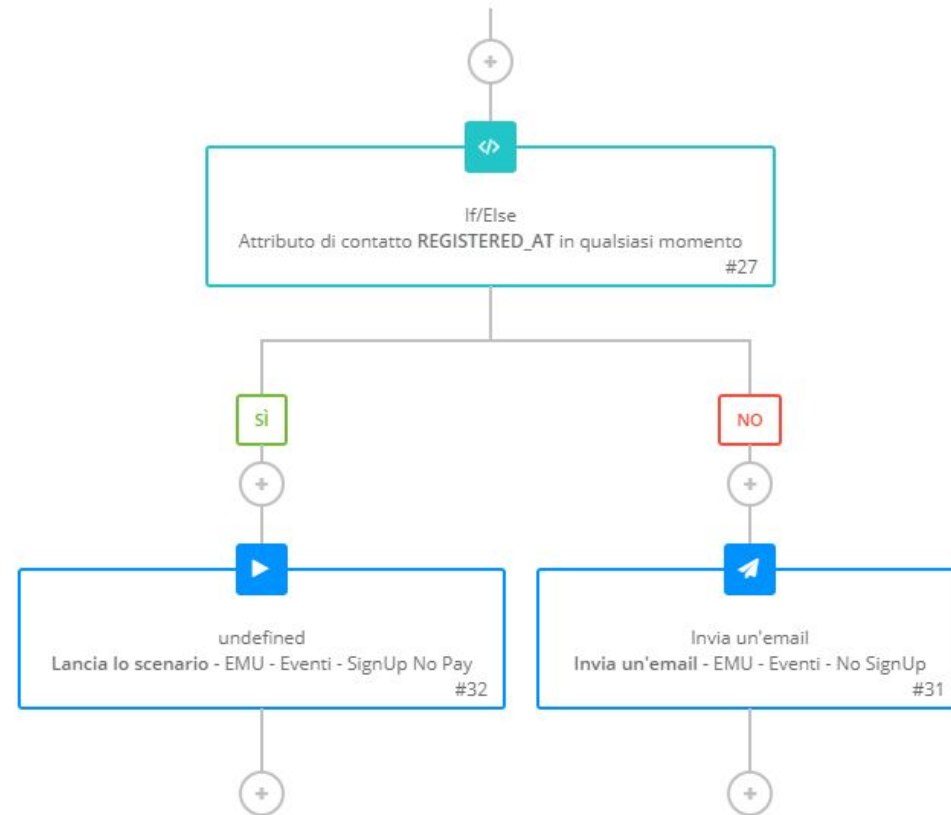 If/Else
Attributo di contatto REGISTERED_AT in qualsiasi momento
#27
SÌ
NO
undefined
Lancia lo scenario - EMU - Eventi - SignUp No Pay
#32
Invia un'email
Invia un'email - EMU - Eventi - No SignUp
#31